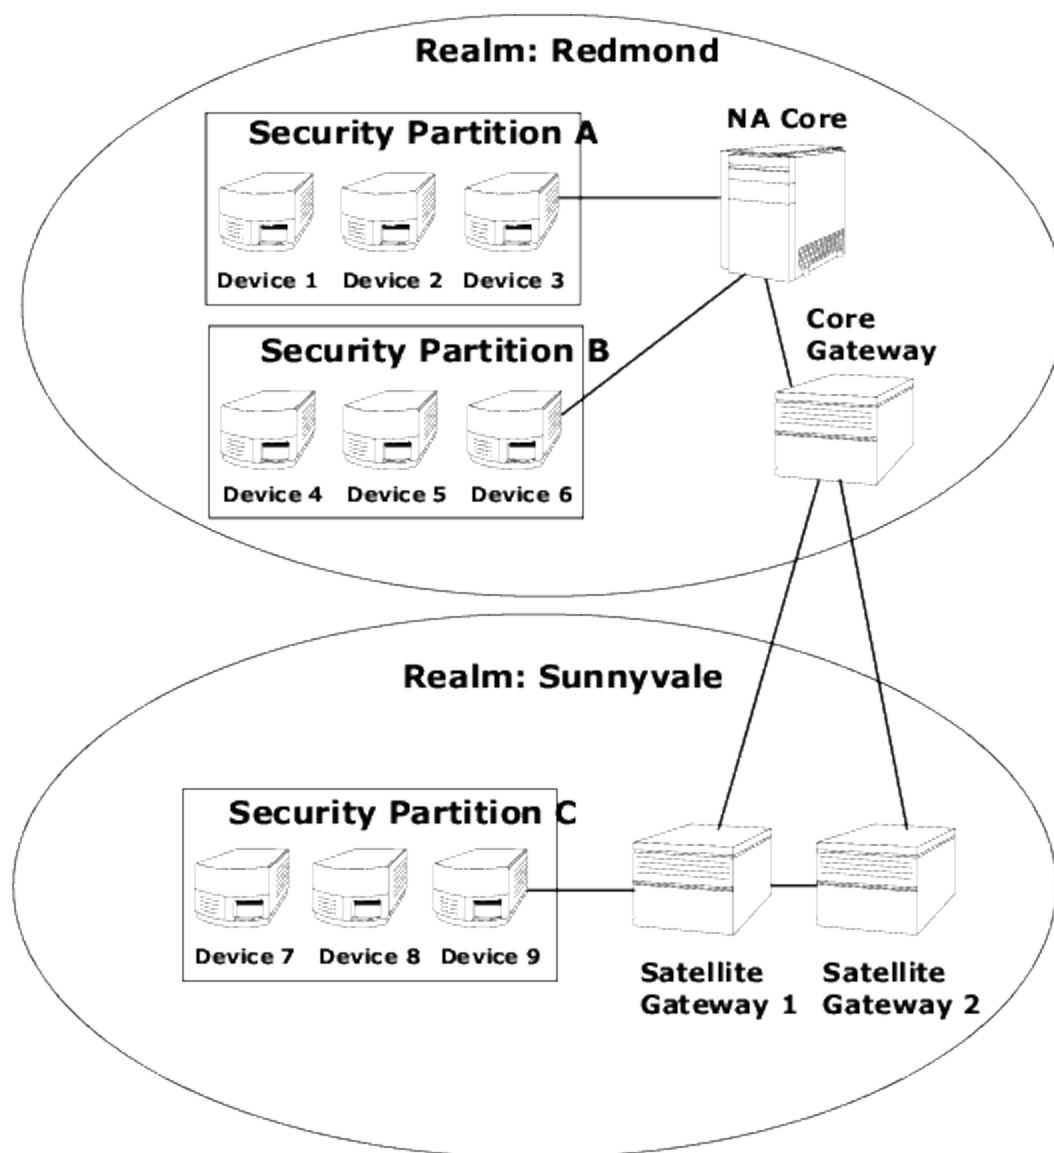 Realm: Redmond
Security Partition A
NA Core
Device 1
Device 2
Device 3
Core
Gateway
Security Partition B
Device 4
Device 5
Device 6
Realm: Sunnyvale
Security Partition C
Device 7
Device 8
Device 9
Satellite
Gateway 1
Satellite
Gateway 2